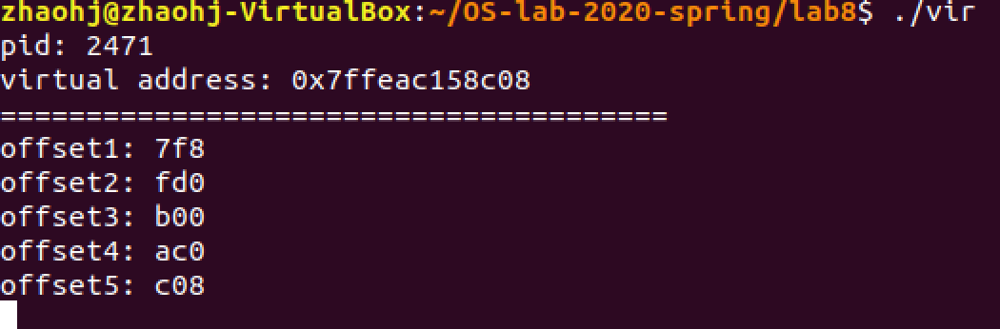 zhaohj@zhaohj-VirtualBox:~/OS-lab-2020-spring/lab8$ ./vir
pid: 2471
virtual address: 0x7ffeac158c08
=======================================
offset1: 7f8
offset2: fd0
offset3: b00
offset4: ac0
offset5: c08